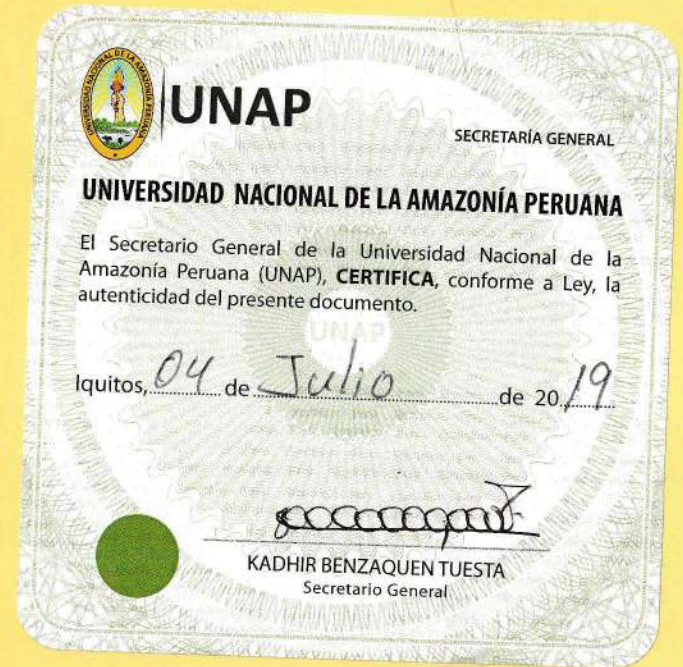 UNAP
SECRETARÍA GENERAL
UNIVERSIDAD NACIONAL DE LA AMAZONÍA PERUANA
El Secretario General de la Universidad Nacional de la
Amazonía Peruana (UNAP), CERTIFICA, conforme a Ley, la
autenticidad del presente documento.
UNAP
Iquitos, 04 de Julio de 2019
KADHIR BENZAQUEN TUESTA
Secretario General